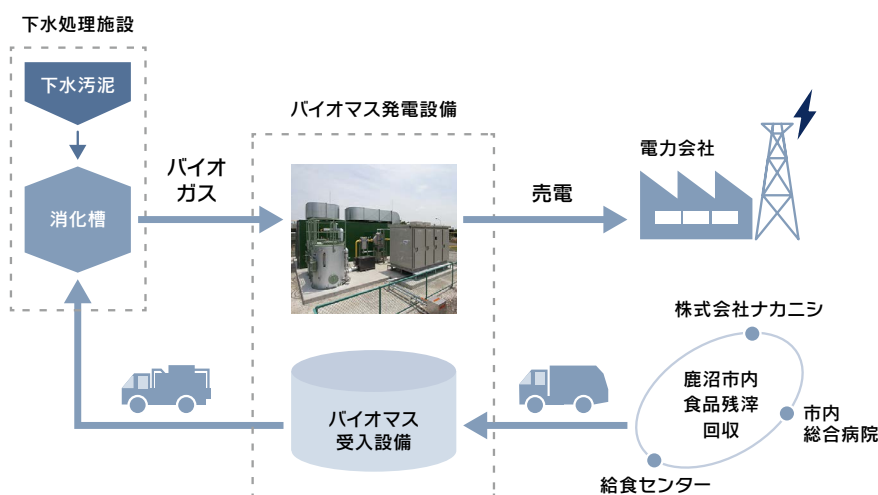 下水処理施設
下水汚泥
消化槽
バイオ
ガス
バイオマス発電設備
売電
電力会社
株式会社ナカニシ
鹿沼市内
食品残滓
回収
市内
総合病院
給食センター
バイオマス
受入設備